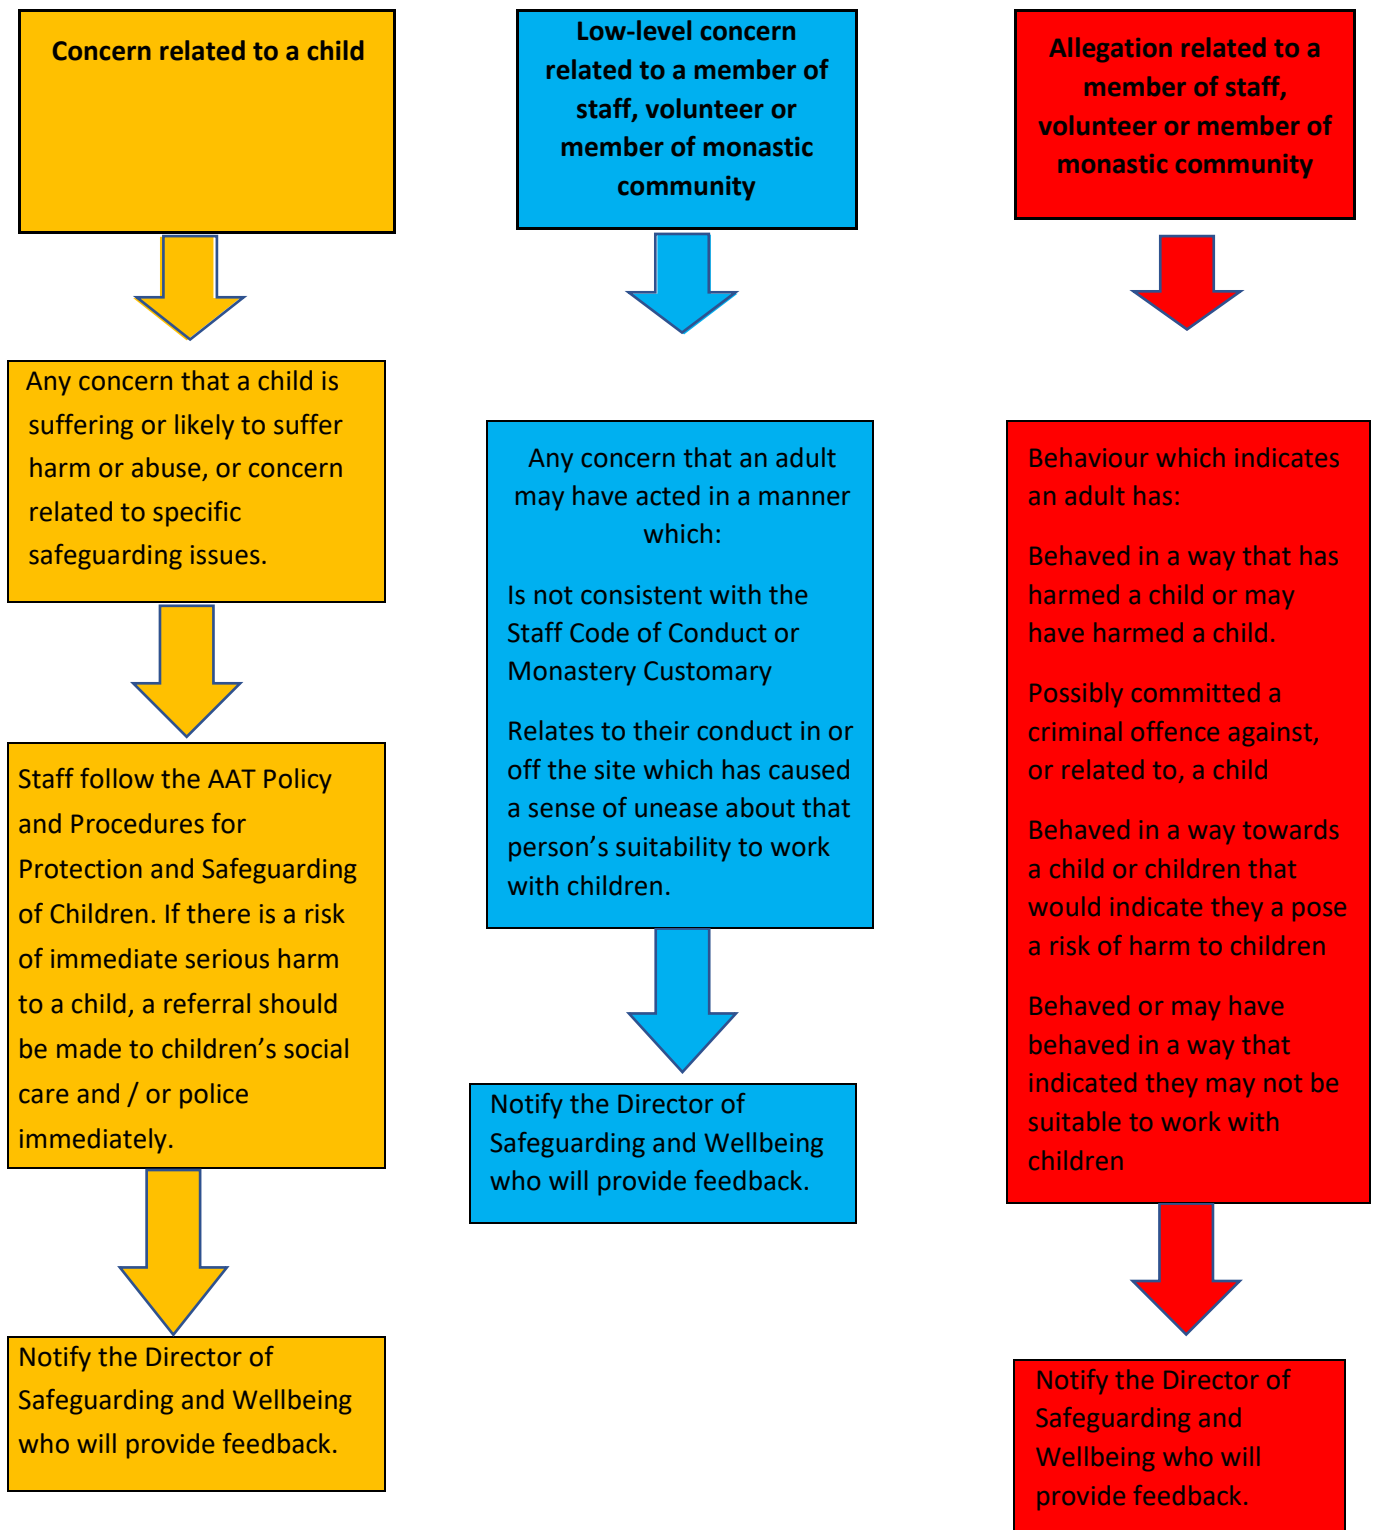 Concern related to a child
Any concern that a child is
suffering or likely to suffer
harm or abuse, or concern
related to specific
safeguarding issues.
Staff follow the AAT Policy
and Procedures for
Protection and Safeguarding
of Children. If there is a risk
of immediate serious harm
to a child, a referral should
be made to children’s social
care and / or police
immediately.
Notify the Director of
Safeguarding and Wellbeing
who will provide feedback.
Low-level concern
related to a member of
staff, volunteer or
member of monastic
community
Any concern that an adult
may have acted in a manner
which:
Is not consistent with the
Staff Code of Conduct or
Monastery Customary
Relates to their conduct in or
off the site which has caused
a sense of unease about that
person’s suitability to work
with children.
Notify the Director of
Safeguarding and Wellbeing
who will provide feedback.
Allegation related to a
member of staff,
volunteer or member of
monastic community
Behaviour which indicates
an adult has:
Behaved in a way that has
harmed a child or may
have harmed a child.
Possibly committed a
criminal offence against,
or related to, a child
Behaved in a way towards
a child or children that
would indicate they a pose
a risk of harm to children
Behaved or may have
behaved in a way that
indicated they may not be
suitable to work with
children
Notify the Director of
Safeguarding and
Wellbeing who will
provide feedback.